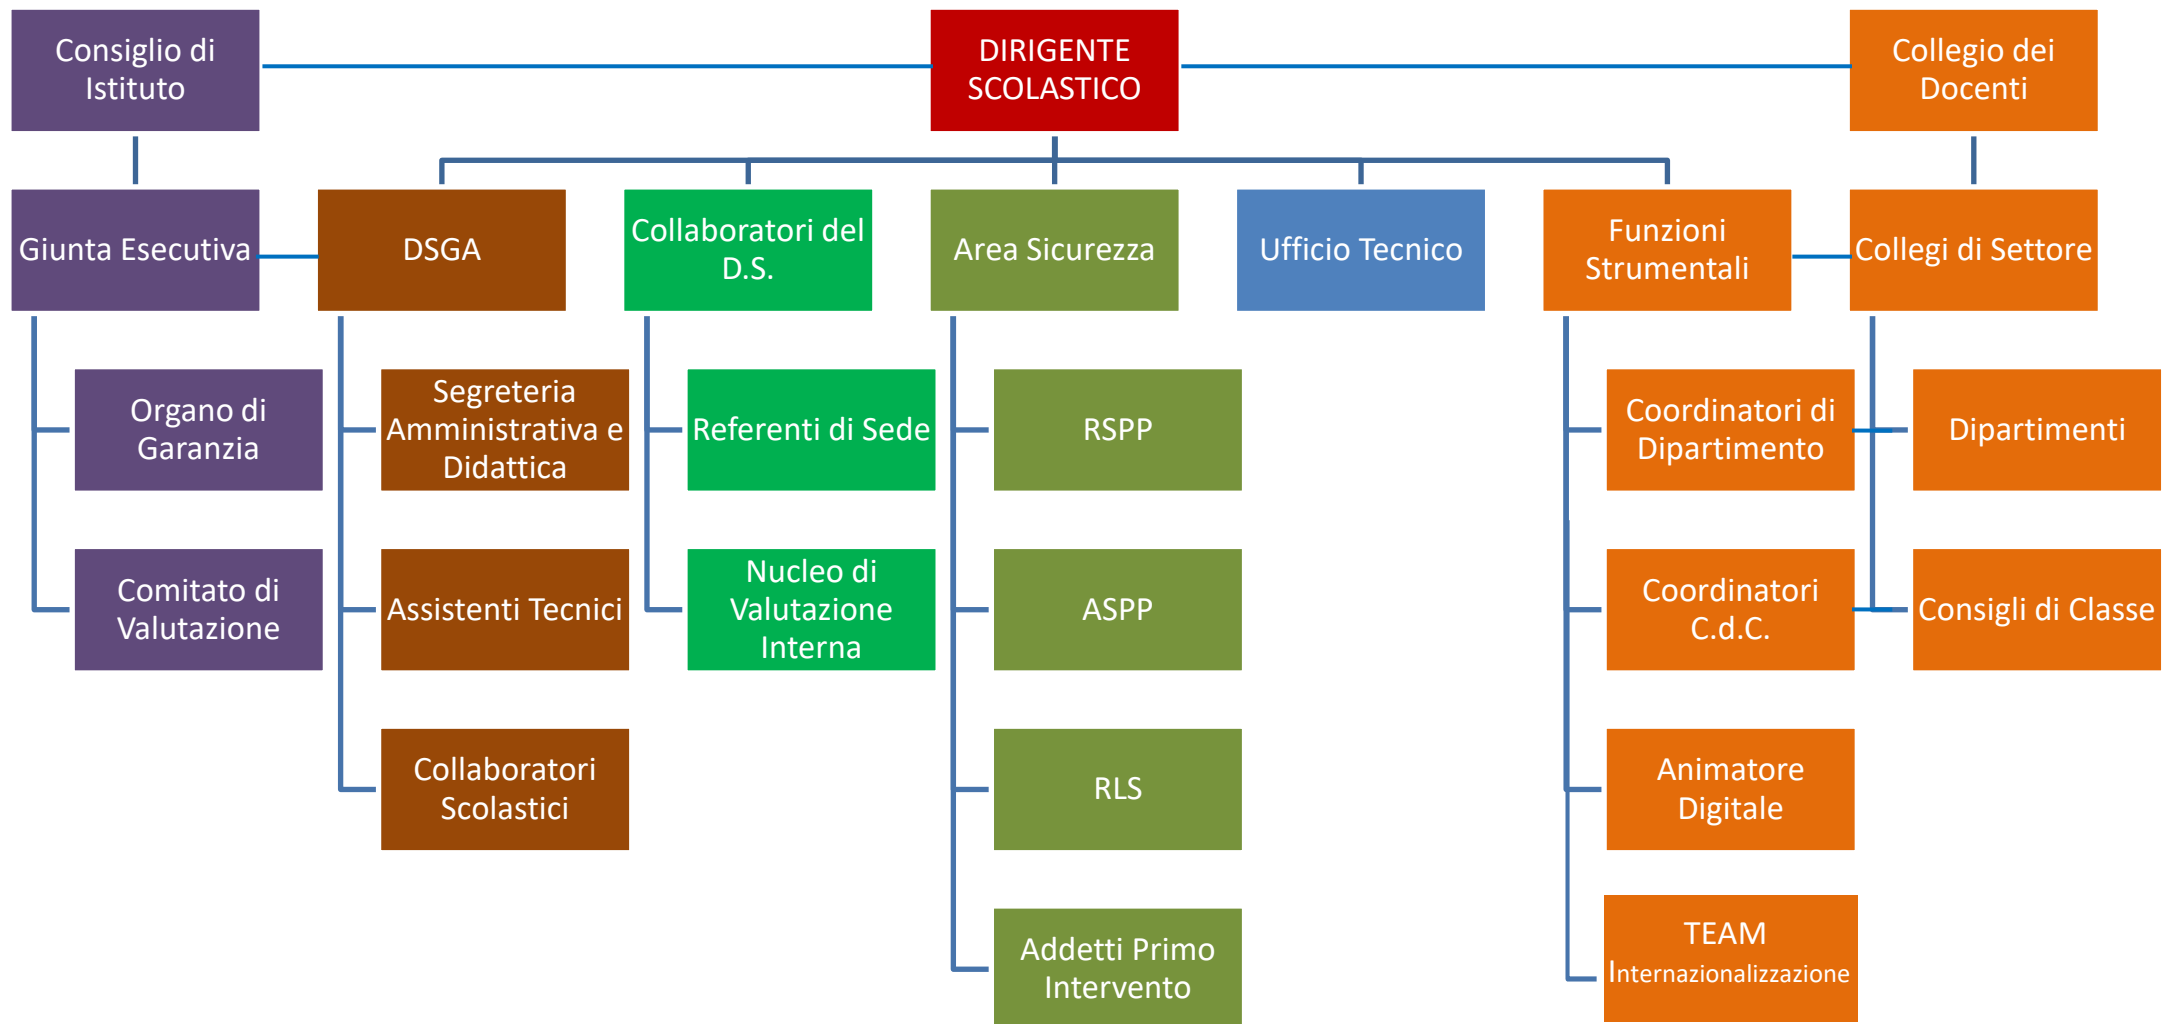 Consiglio di
Istituto
DIRIGENTE
SCOLASTICO
Collegio dei
Docenti
Giunta Esecutiva
DSGA
Collaboratori del
D.S.
Area Sicurezza
Ufficio Tecnico
Funzioni
Strumentali
Collegi di Settore
Organo di
Garanzia
Segreteria
Amministrativa e
Didattica
Referenti di Sede
RSPP
Coordinatori di
Dipartimento
Dipartimenti
Comitato di
Valutazione
Assistenti Tecnici
Nucleo di
Valutazione
Interna
ASPP
Coordinatori
C.d.C.
Consigli di Classe
Collaboratori
Scolastici
RLS
Animatore
Digitale
Addetti Primo
Intervento
TEAM
Internazionalizzazione